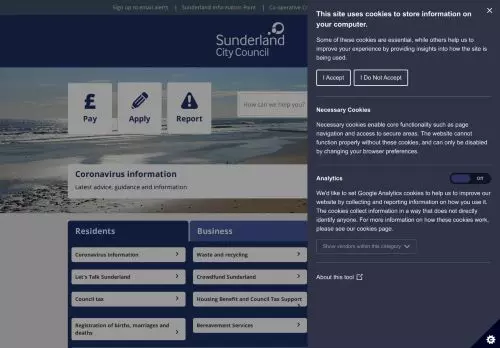 Sign up to email alerts | Sunderland Information Point | Co-operative C
Sunderland
City Council
£
Pay
Apply
Report
How can we help you?
Coronavirus information
Latest advice, guidance and information
Residents
Business
Coronavirus information
Waste and recycling
Let's Talk Sunderland
Crowdfund Sunderland
Council tax
Housing Benefit and Council Tax Support
Registration of births, marriages and
deaths
Bereavement Services
This site uses cookies to store information on
your computer.
Some of these cookies are essential, while others help us to
improve your experience by providing insights into how the site is
being used.
I Accept
I Do Not Accept
Necessary Cookies
Necessary cookies enable core functionality such as page
navigation and access to secure areas. The website cannot
function properly without these cookies, and can only be disabled
by changing your browser preferences.
Analytics
Off
We'd like to set Google Analytics cookies to help us to improve our
website by collecting and reporting information on how you use it.
The cookies collect information in a way that does not directly
identify anyone. For more information on how these cookies work,
please see our cookies page.
Show vendors within this category
About this tool